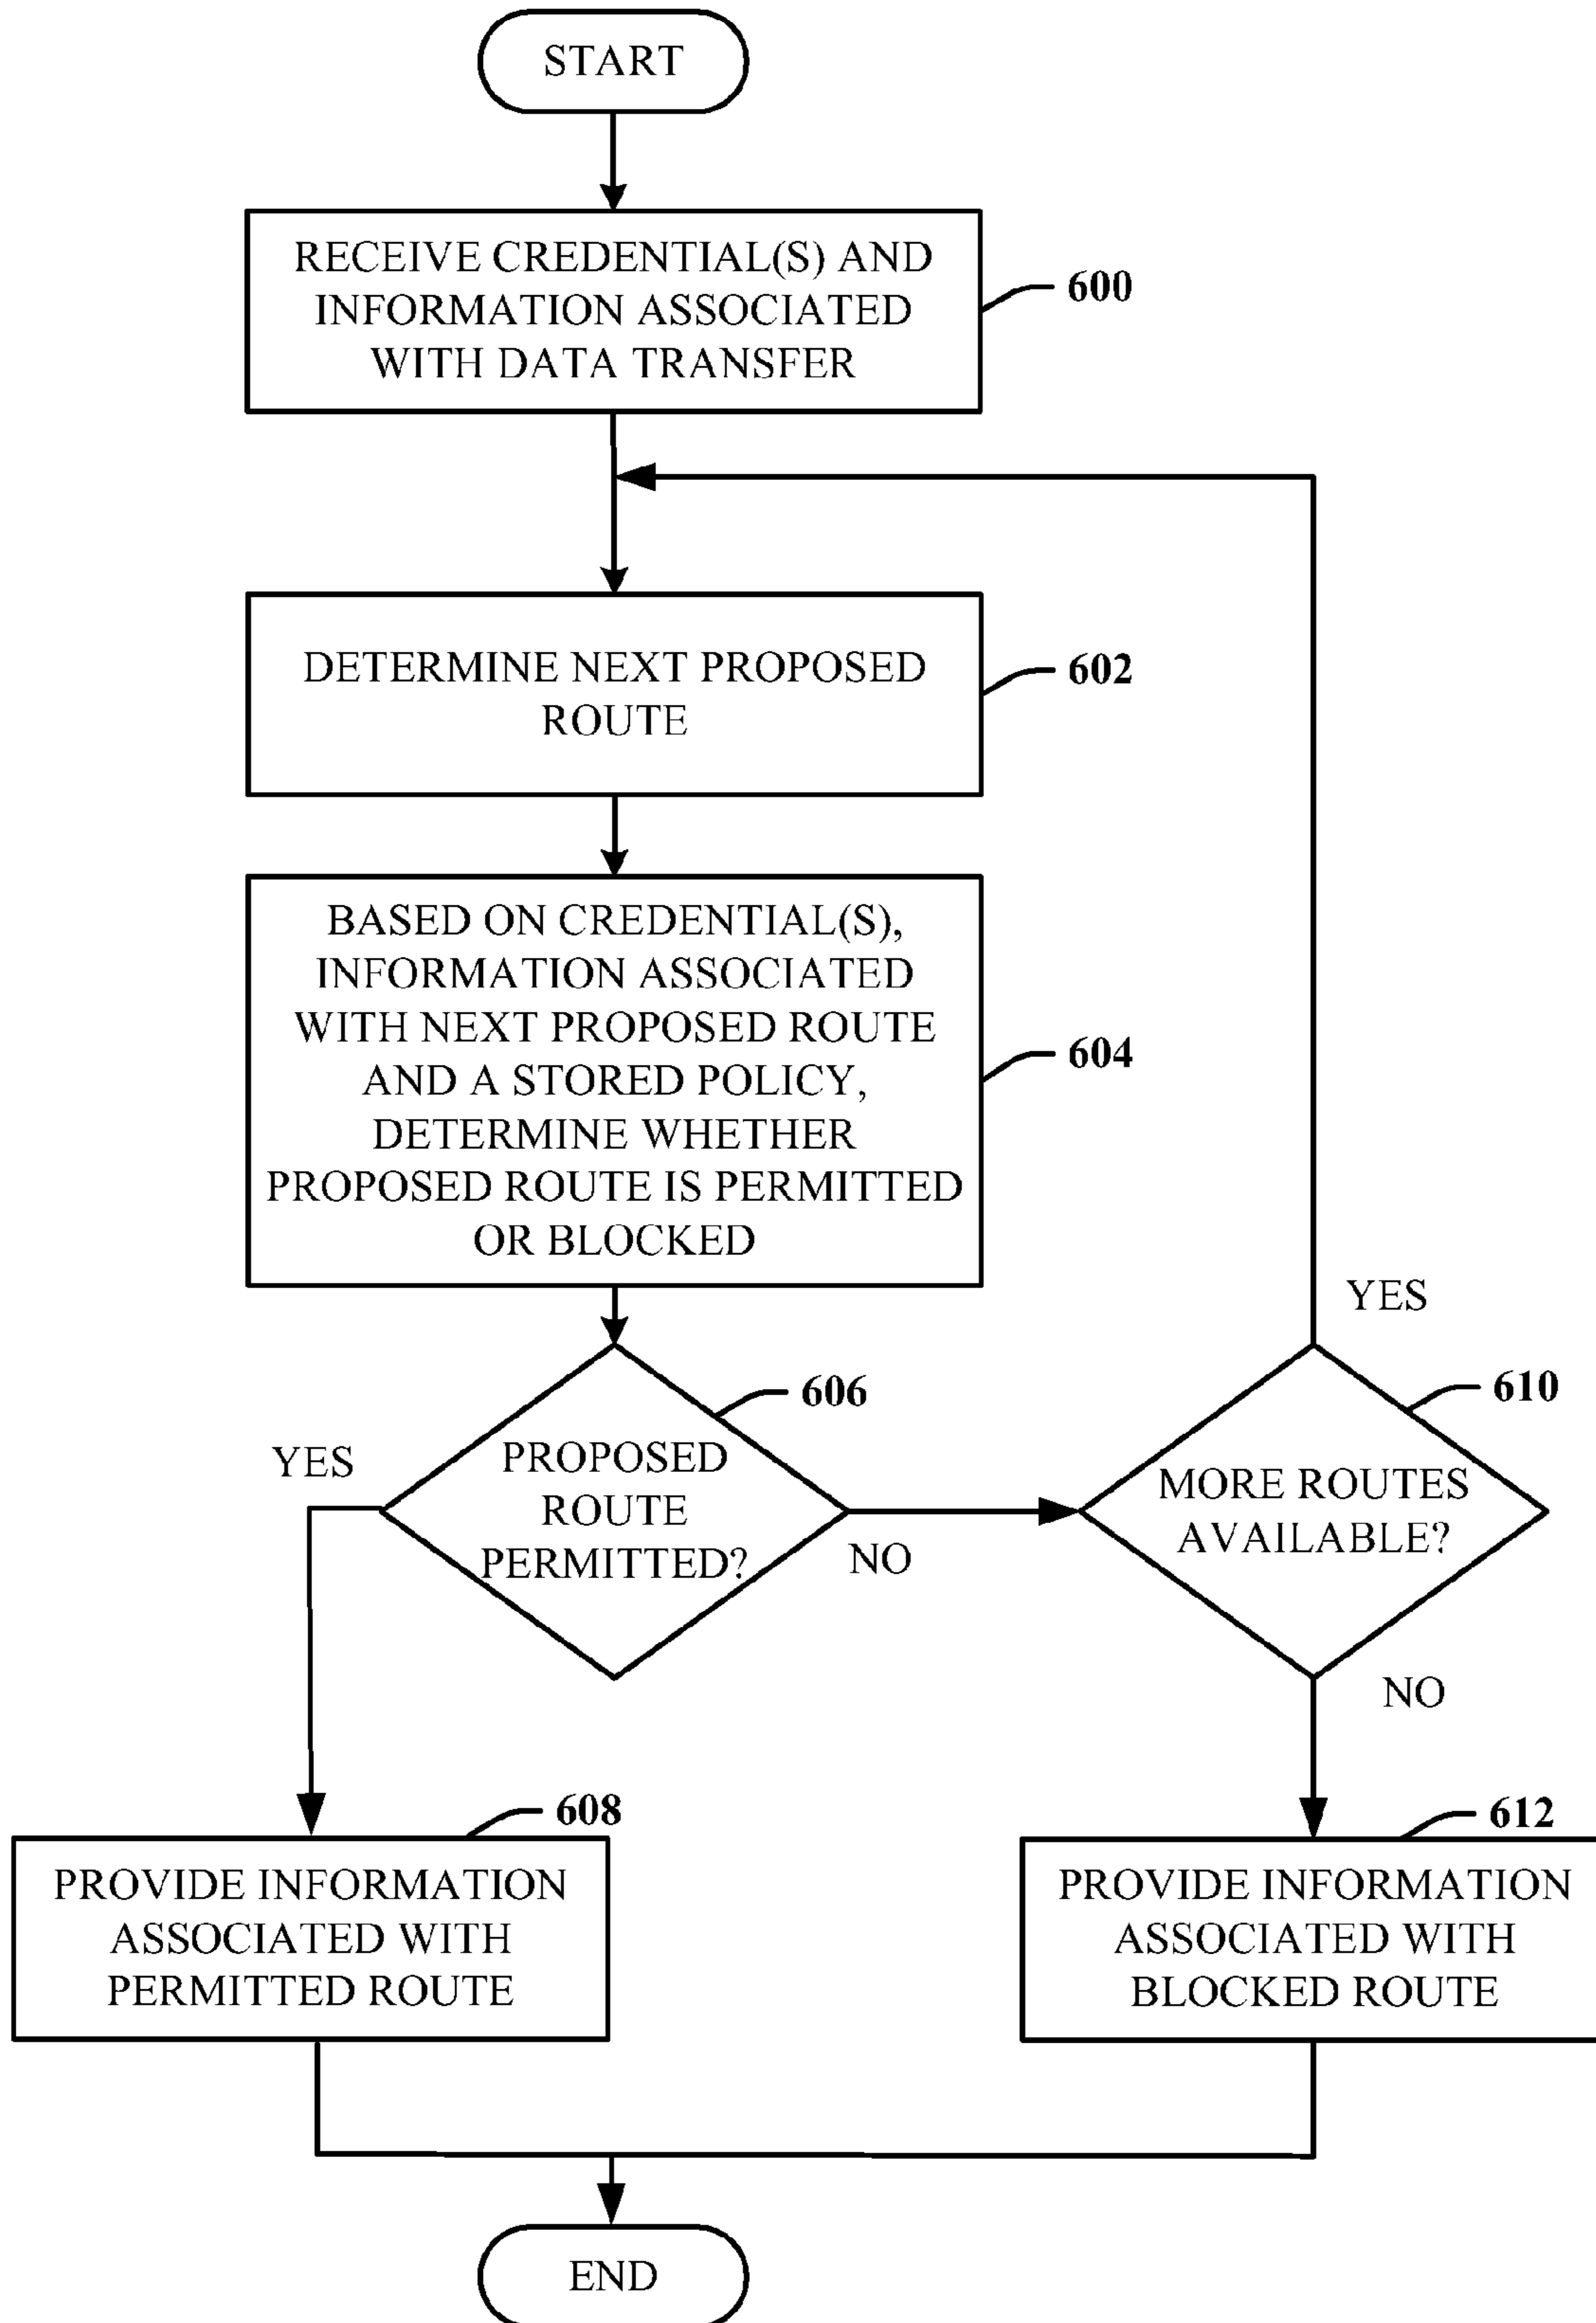 START
RECEIVE CREDENTIAL(S) AND
INFORMATION ASSOCIATED
WITH DATA TRANSFER
600
DETERMINE NEXT PROPOSED
ROUTE
602
BASED ON CREDENTIAL(S),
INFORMATION ASSOCIATED
WITH NEXT PROPOSED ROUTE
AND A STORED POLICY,
DETERMINE WHETHER
PROPOSED ROUTE IS PERMITTED
OR BLOCKED
604
YES
606
610
YES
PROPOSED
ROUTE
PERMITTED?
NO
MORE ROUTES
AVAILABLE?
NO
608
612
PROVIDE INFORMATION
ASSOCIATED WITH
PERMITTED ROUTE
PROVIDE INFORMATION
ASSOCIATED WITH
BLOCKED ROUTE
END